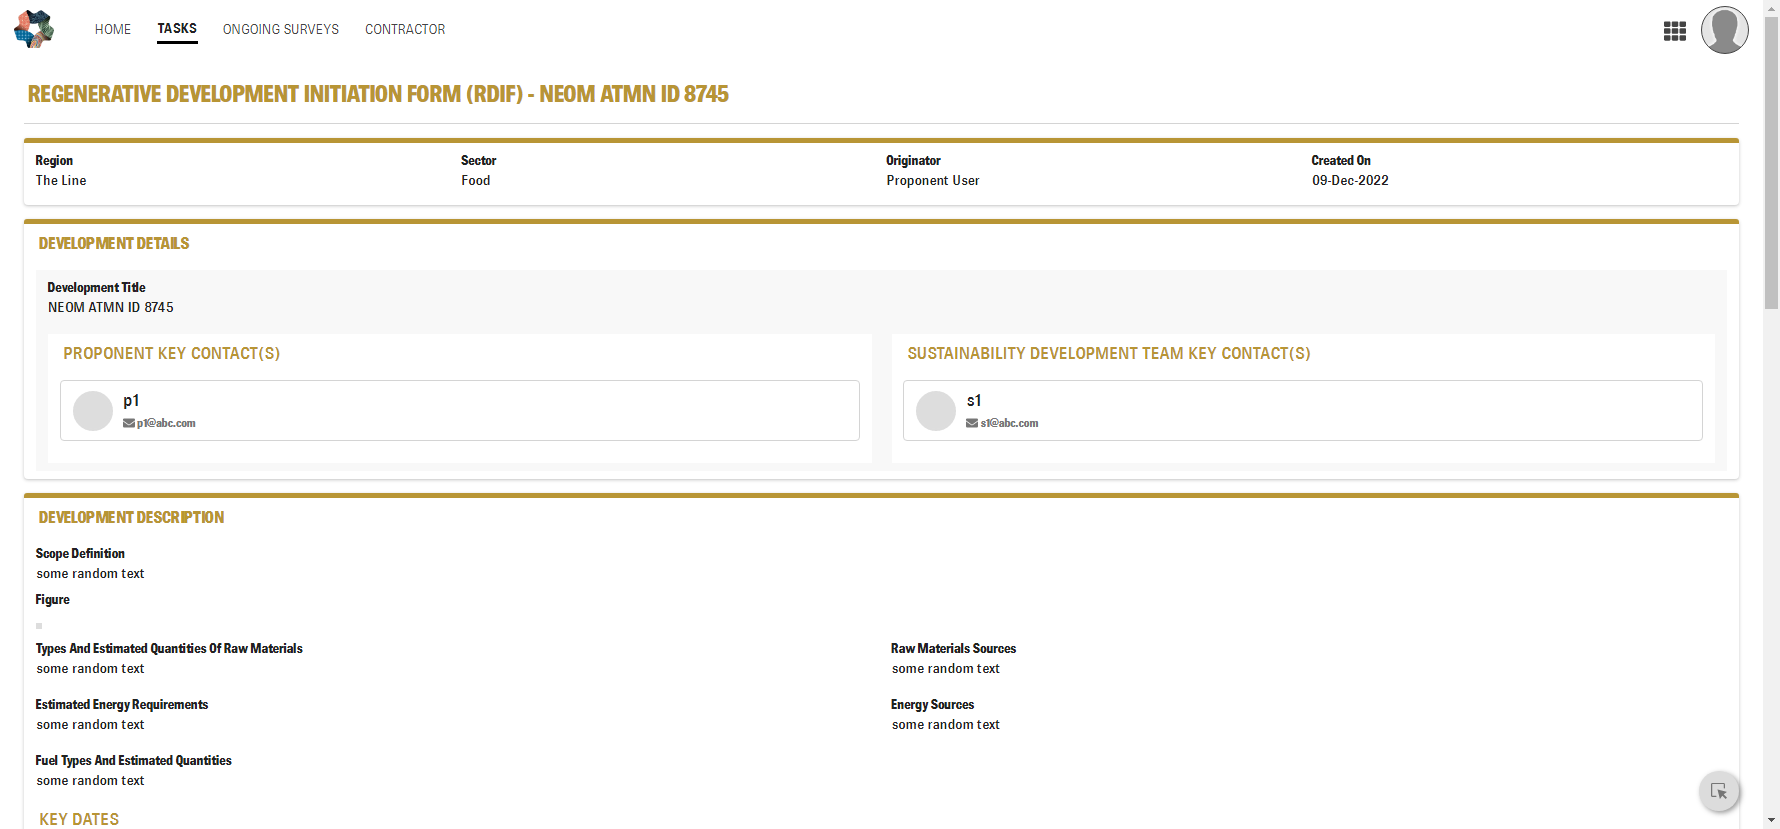 HOME TASKS ONGOING SURVEYS CONTRACTOR
REGENERATIVE DEVELOPMENT INITIATION FORM (RDIF) - NEOM ATMN ID 8745
Region Sector Originator Created On
The Line Food Proponent User 09-Dec-2022
DEVELOPMENT DETAILS
Development Title
NEOM ATMN ID 8745
PROPONENT KEY CONTACT(S) SUSTAINABILITY DEVELOPMENT TEAM KEY CONTACT(S)
p1 s1
p1@abc.com s1@abc.com
DEVELOPMENT DESCRIPTION
Scope Definition
some random text
Figure
Types And Estimated Quantities Of Raw Materials Raw Materials Sources
some random text some random text
Estimated Energy Requirements Energy Sources
some random text some random text
Fuel Types And Estimated Quantities
some random text
KEY DATES